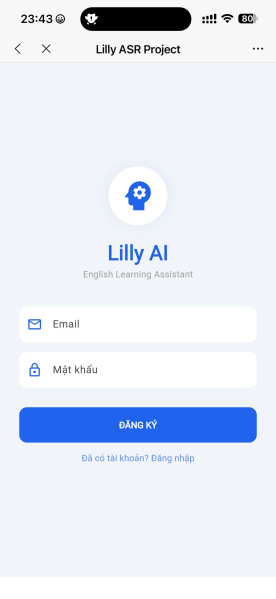 23:43
80
Lilly ASR Project
Lilly AI
English Learning Assistant
Email
Mật khẩu
ĐĂNG KÝ
Đã có tài khoản? Đăng nhập